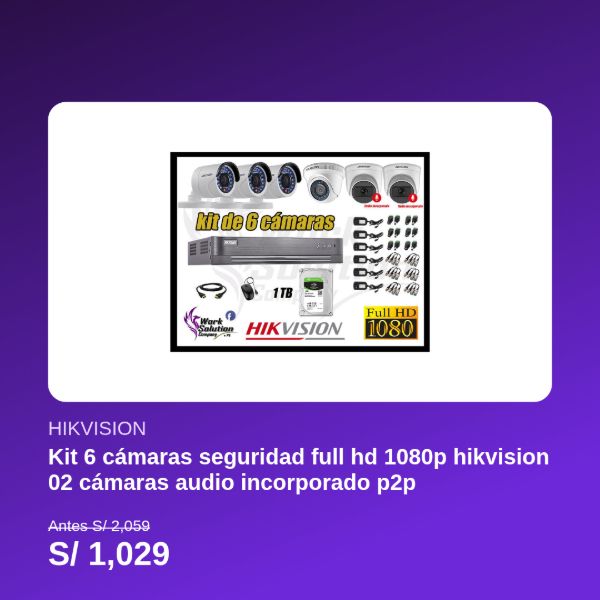 kit de 6 cámaras
1 TB
Work
Solution
Company
HIKVISION
Full HD
1080
HIKVISION
Kit 6 cámaras seguridad full hd 1080p hikvision
02 cámaras audio incorporado p2p
Antes S/ 2,059
S/ 1,029